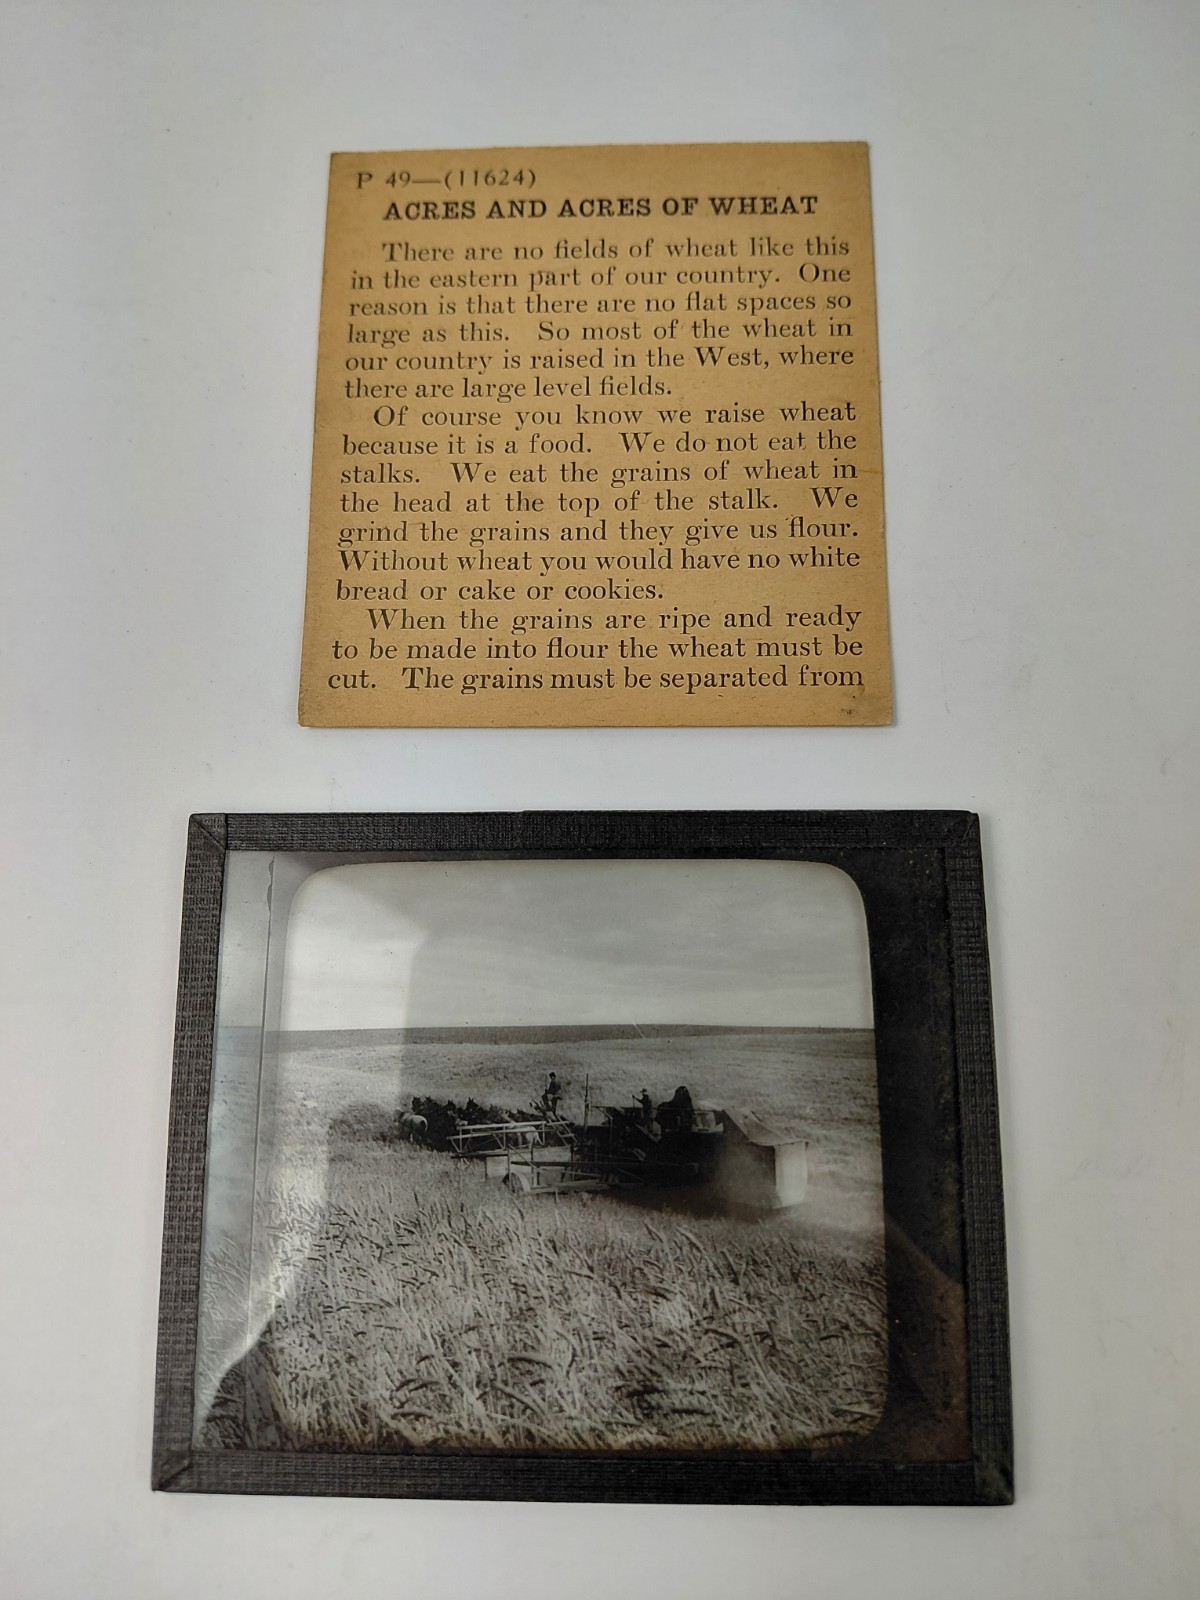 P 49—(11624)
ACRES AND ACRES OF WHEAT
There are no fields of wheat like this
in the eastern part of our country. One
reason is that there are no flat spaces so
large as this. So most of the wheat in
our country is raised in the West, where
there are large level fields.
Of course you know we raise wheat
because it is a food. We do not eat the
stalks. We eat the grains of wheat in
the head at the top of the stalk. We
grind the grains and they give us flour.
Without wheat you would have no white
bread or cake or cookies.
When the grains are ripe and ready
to be made into flour the wheat must be
cut. The grains must be separated from